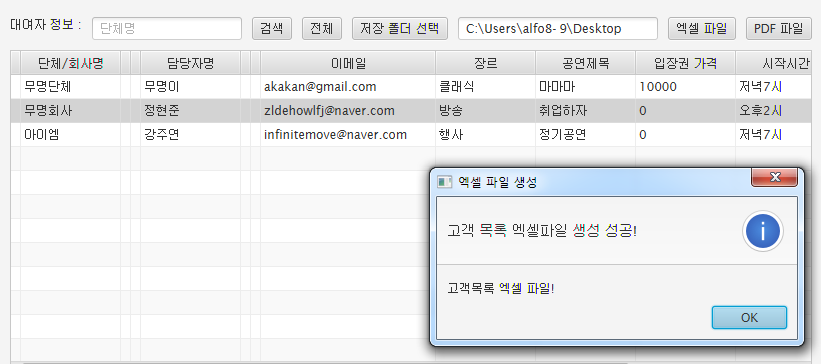 대여자 정보 : 단체명 검색 전체 저장 폴더 선택 C:\Users\alfo8- 9\Desktop 엑셀 파일 PDF 파일
단체/회사명 담당자명 이메일 장르 공연제목 입장권 가격 시작시간
무명단체 무명이 akakan@gmail.com 클래식 마마마 10000 저녁7시
무명회사 정현준 zldehowlfj@naver.com 방송 취업하자 0 오후2시
아이엠 강주연 infinitemove@naver.com 행사 정기공연 0 저녁7시
엑셀 파일 생성
고객 목록 엑셀파일 생성 성공!
고객목록 엑셀 파일!
OK